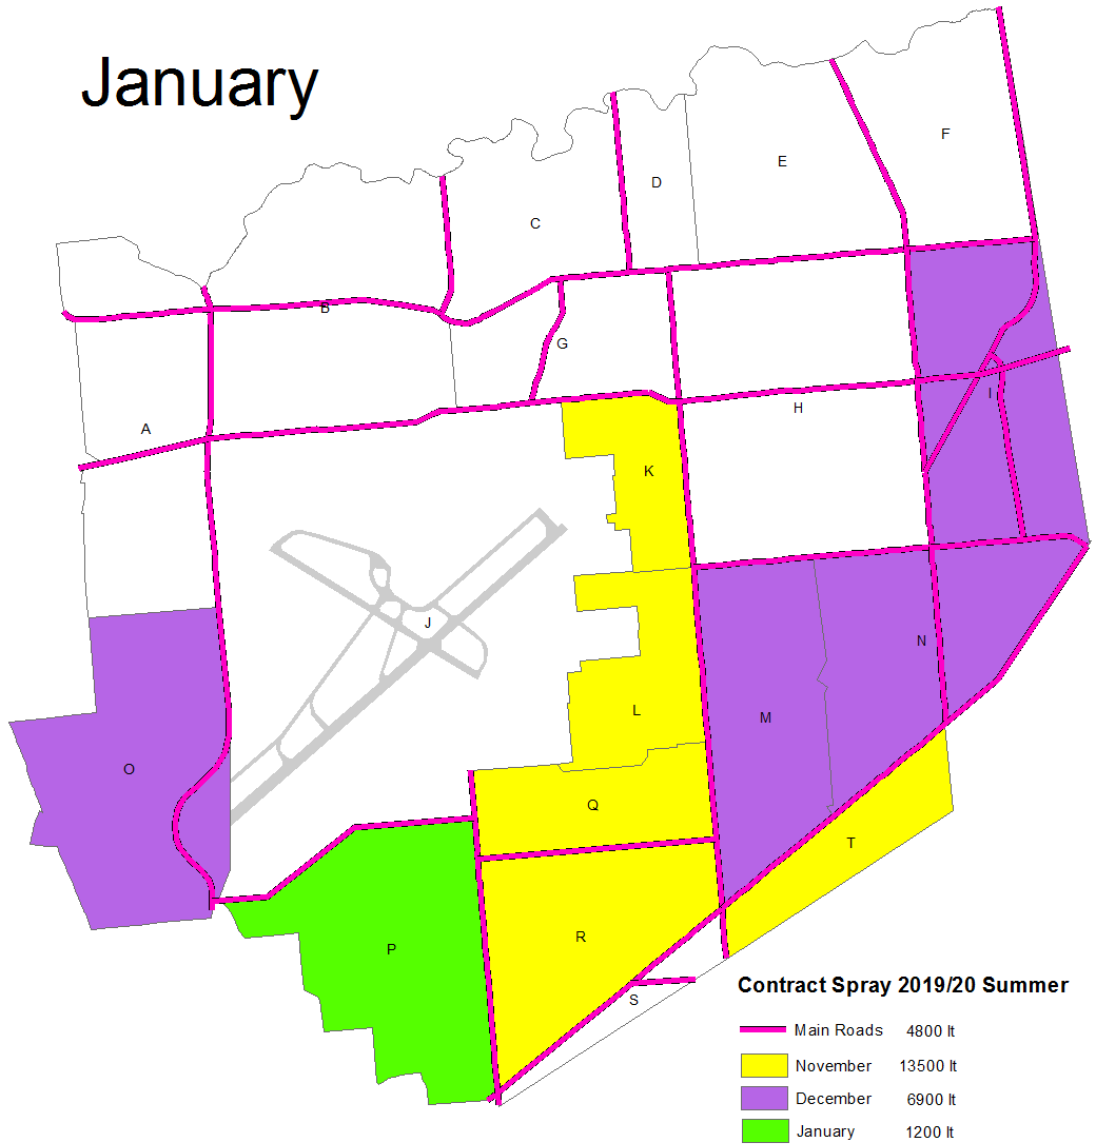 January
F
E
D
C
B
G
I
H
A
K
J
N
L
M
O
Q
T
R
P
S
Contract Spray 2019/20 Summer
Main Roads 4800 lt
November 13500 lt
December 6900 lt
January 1200 lt